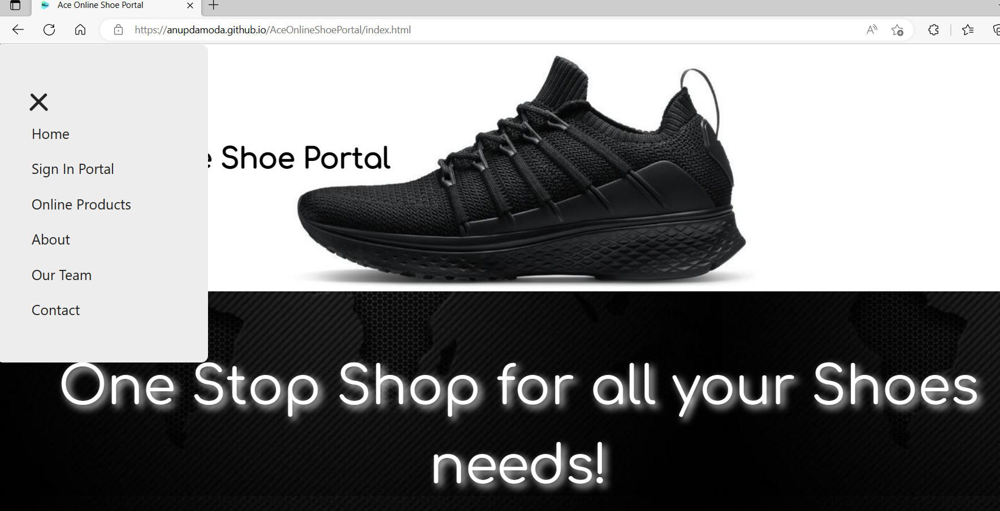 Ace Online Shoe Portal
https://anupdamoda.github.io/AceOnlineShoePortal/index.html
Home
Sign In Portal
Online Products
About
Our Team
Contact
Shoe Portal
One Stop Shop for all your Shoes
needs!